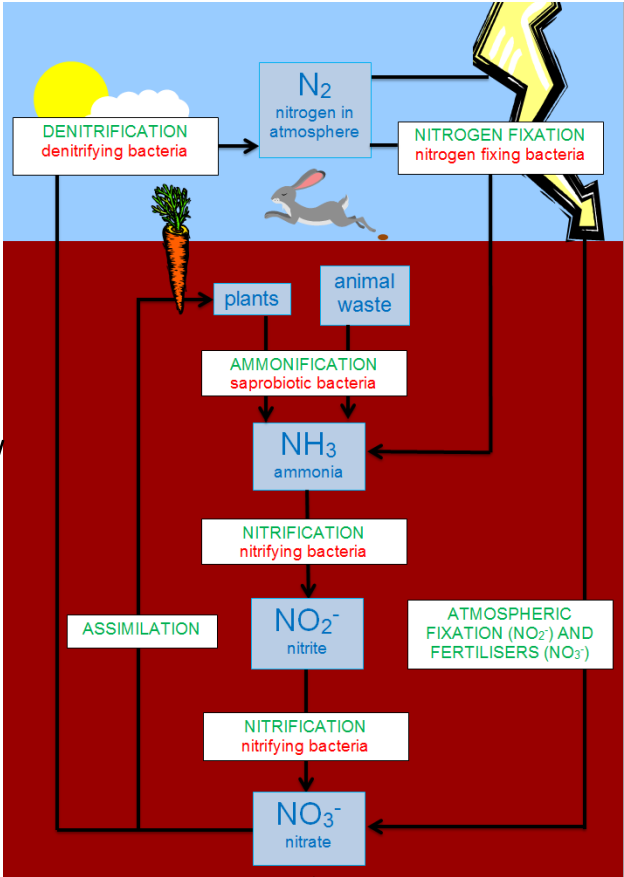 N₂
nitrogen in
atmosphere
DENITRIFICATION
denitrifying bacteria
NITROGEN FIXATION
nitrogen fixing bacteria
plants
animal
waste
AMMONIFICATION
saprobiotic bacteria
NH₃
ammonia
NITRIFICATION
nitrifying bacteria
NO₂⁻
nitrite
ASSIMILATION
ATMOSPHERIC
FIXATION (NO₂⁻) AND
FERTILISERS (NO₃⁻)
NITRIFICATION
nitrifying bacteria
NO₃⁻
nitrate